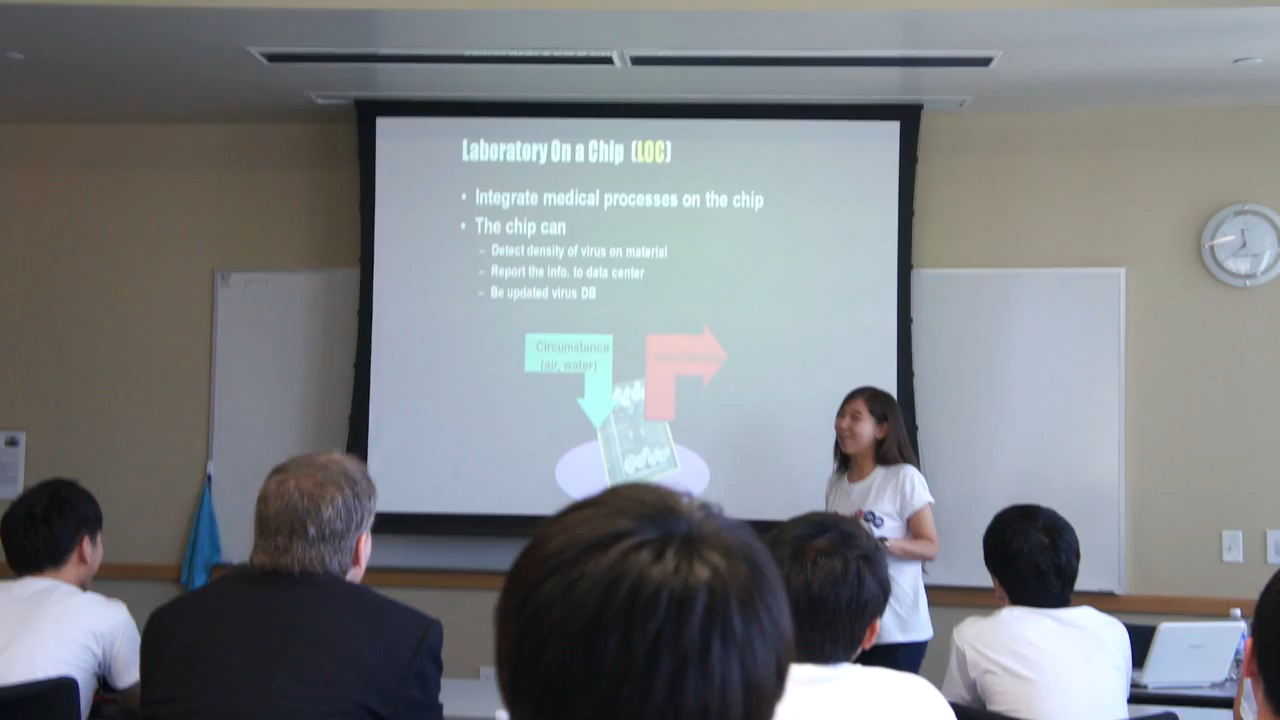 Laboratory On a Chip (LOC)
• Integrate medical processes on the chip
• The chip can
– Detect density of virus on material
– Report the info. to data center
– Be updated virus DB
Circumstance
(air, water)